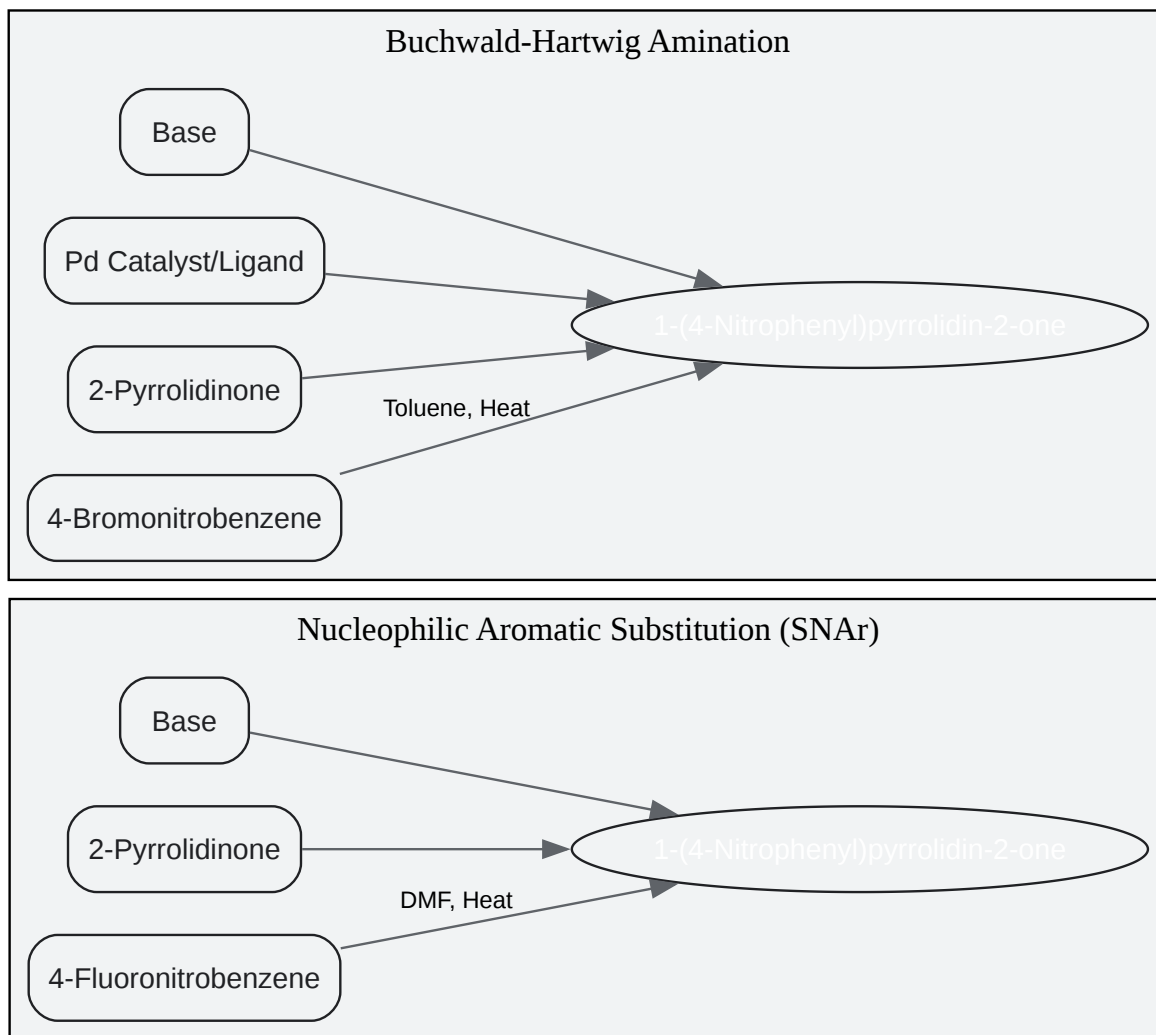 Buchwald-Hartwig Amination
Base
Pd Catalyst/Ligand
1-(4-Nitrophenyl)pyrrolidin-2-one
2-Pyrrolidinone
Toluene, Heat
4-Bromonitrobenzene
Nucleophilic Aromatic Substitution (SNAr)
Base
2-Pyrrolidinone
1-(4-Nitrophenyl)pyrrolidin-2-one
DMF, Heat
4-Fluoronitrobenzene